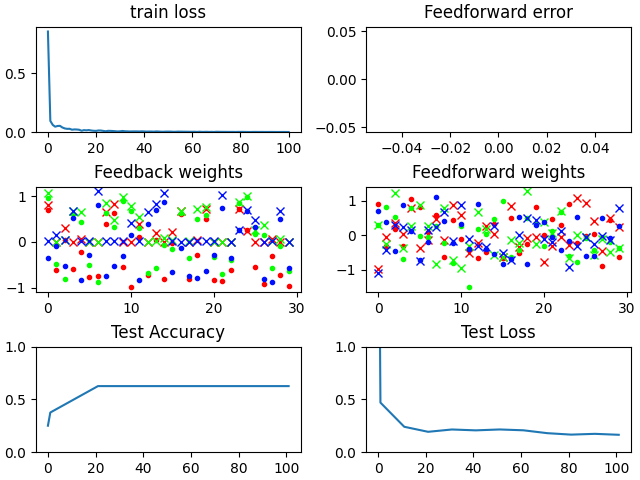 train loss
0.5
0.0
0 20 40 60 80 100
Feedforward error
0.05
0.00
−0.05
−0.04 −0.02 0.00 0.02 0.04
Feedback weights
1
0
−1
0 10 20 30
Feedforward weights
1
0
−1
0 10 20 30
Test Accuracy
1.0
0.5
0.0
0 20 40 60 80 100
Test Loss
1.0
0.5
0.0
0 20 40 60 80 100